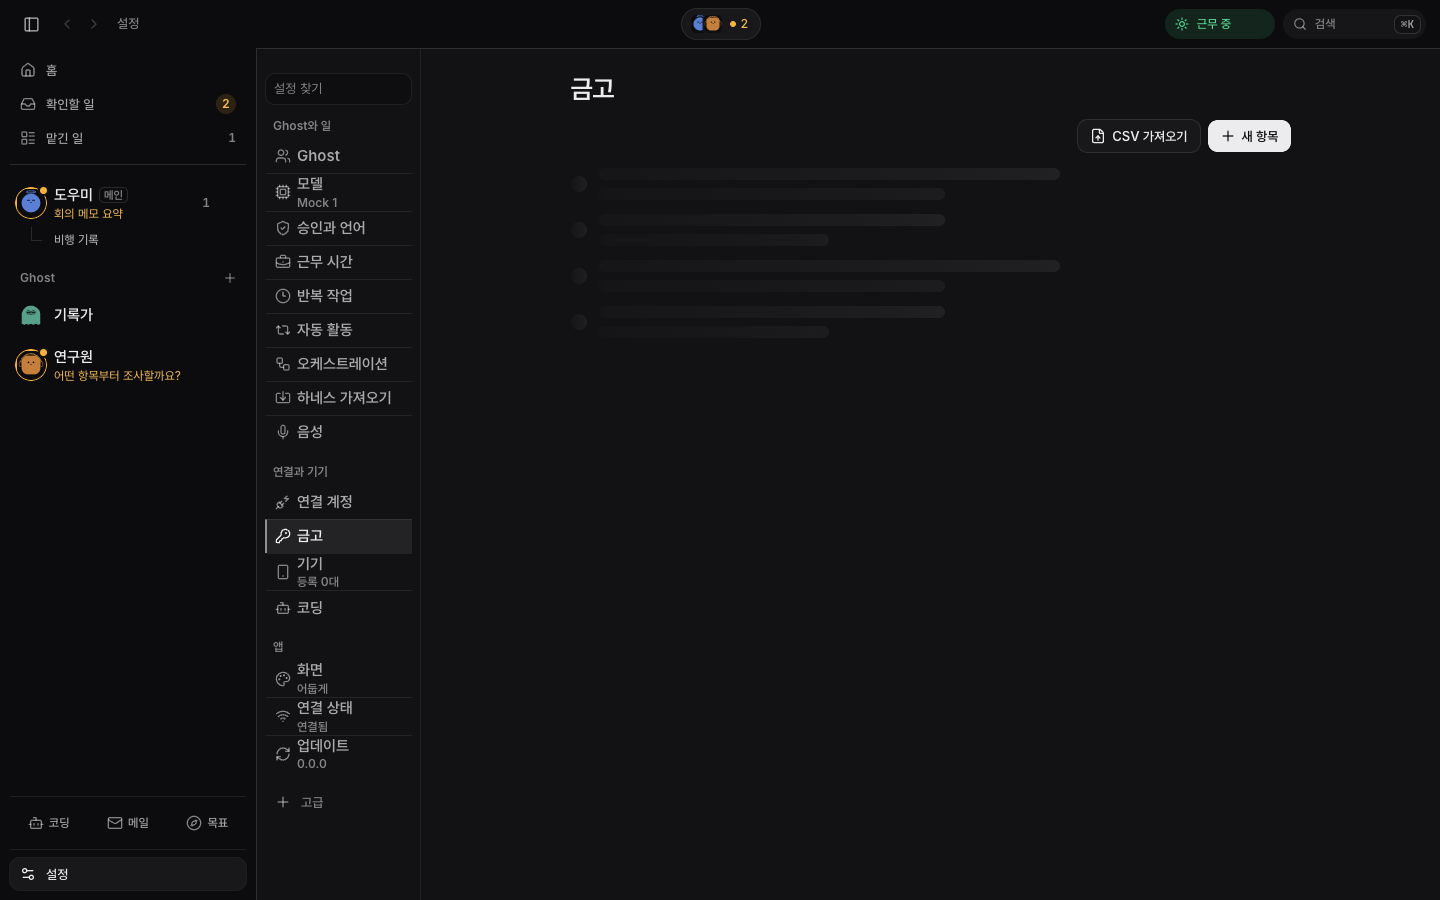 설정
2
근무 중
검색
⌘K
홈
확인할 일
2
맡긴 일
1
도우미
메인
회의 메모 요약
1
비행 기록
Ghost
기록가
연구원
어떤 항목부터 조사할까요?
코딩
메일
목표
설정
설정 찾기
Ghost와 일
Ghost
모델
Mock 1
승인과 언어
근무 시간
반복 작업
자동 활동
오케스트레이션
하네스 가져오기
음성
연결과 기기
연결 계정
금고
기기
등록 0대
코딩
앱
화면
어둡게
연결 상태
연결됨
업데이트
0.0.0
고급
금고
CSV 가져오기
새 항목